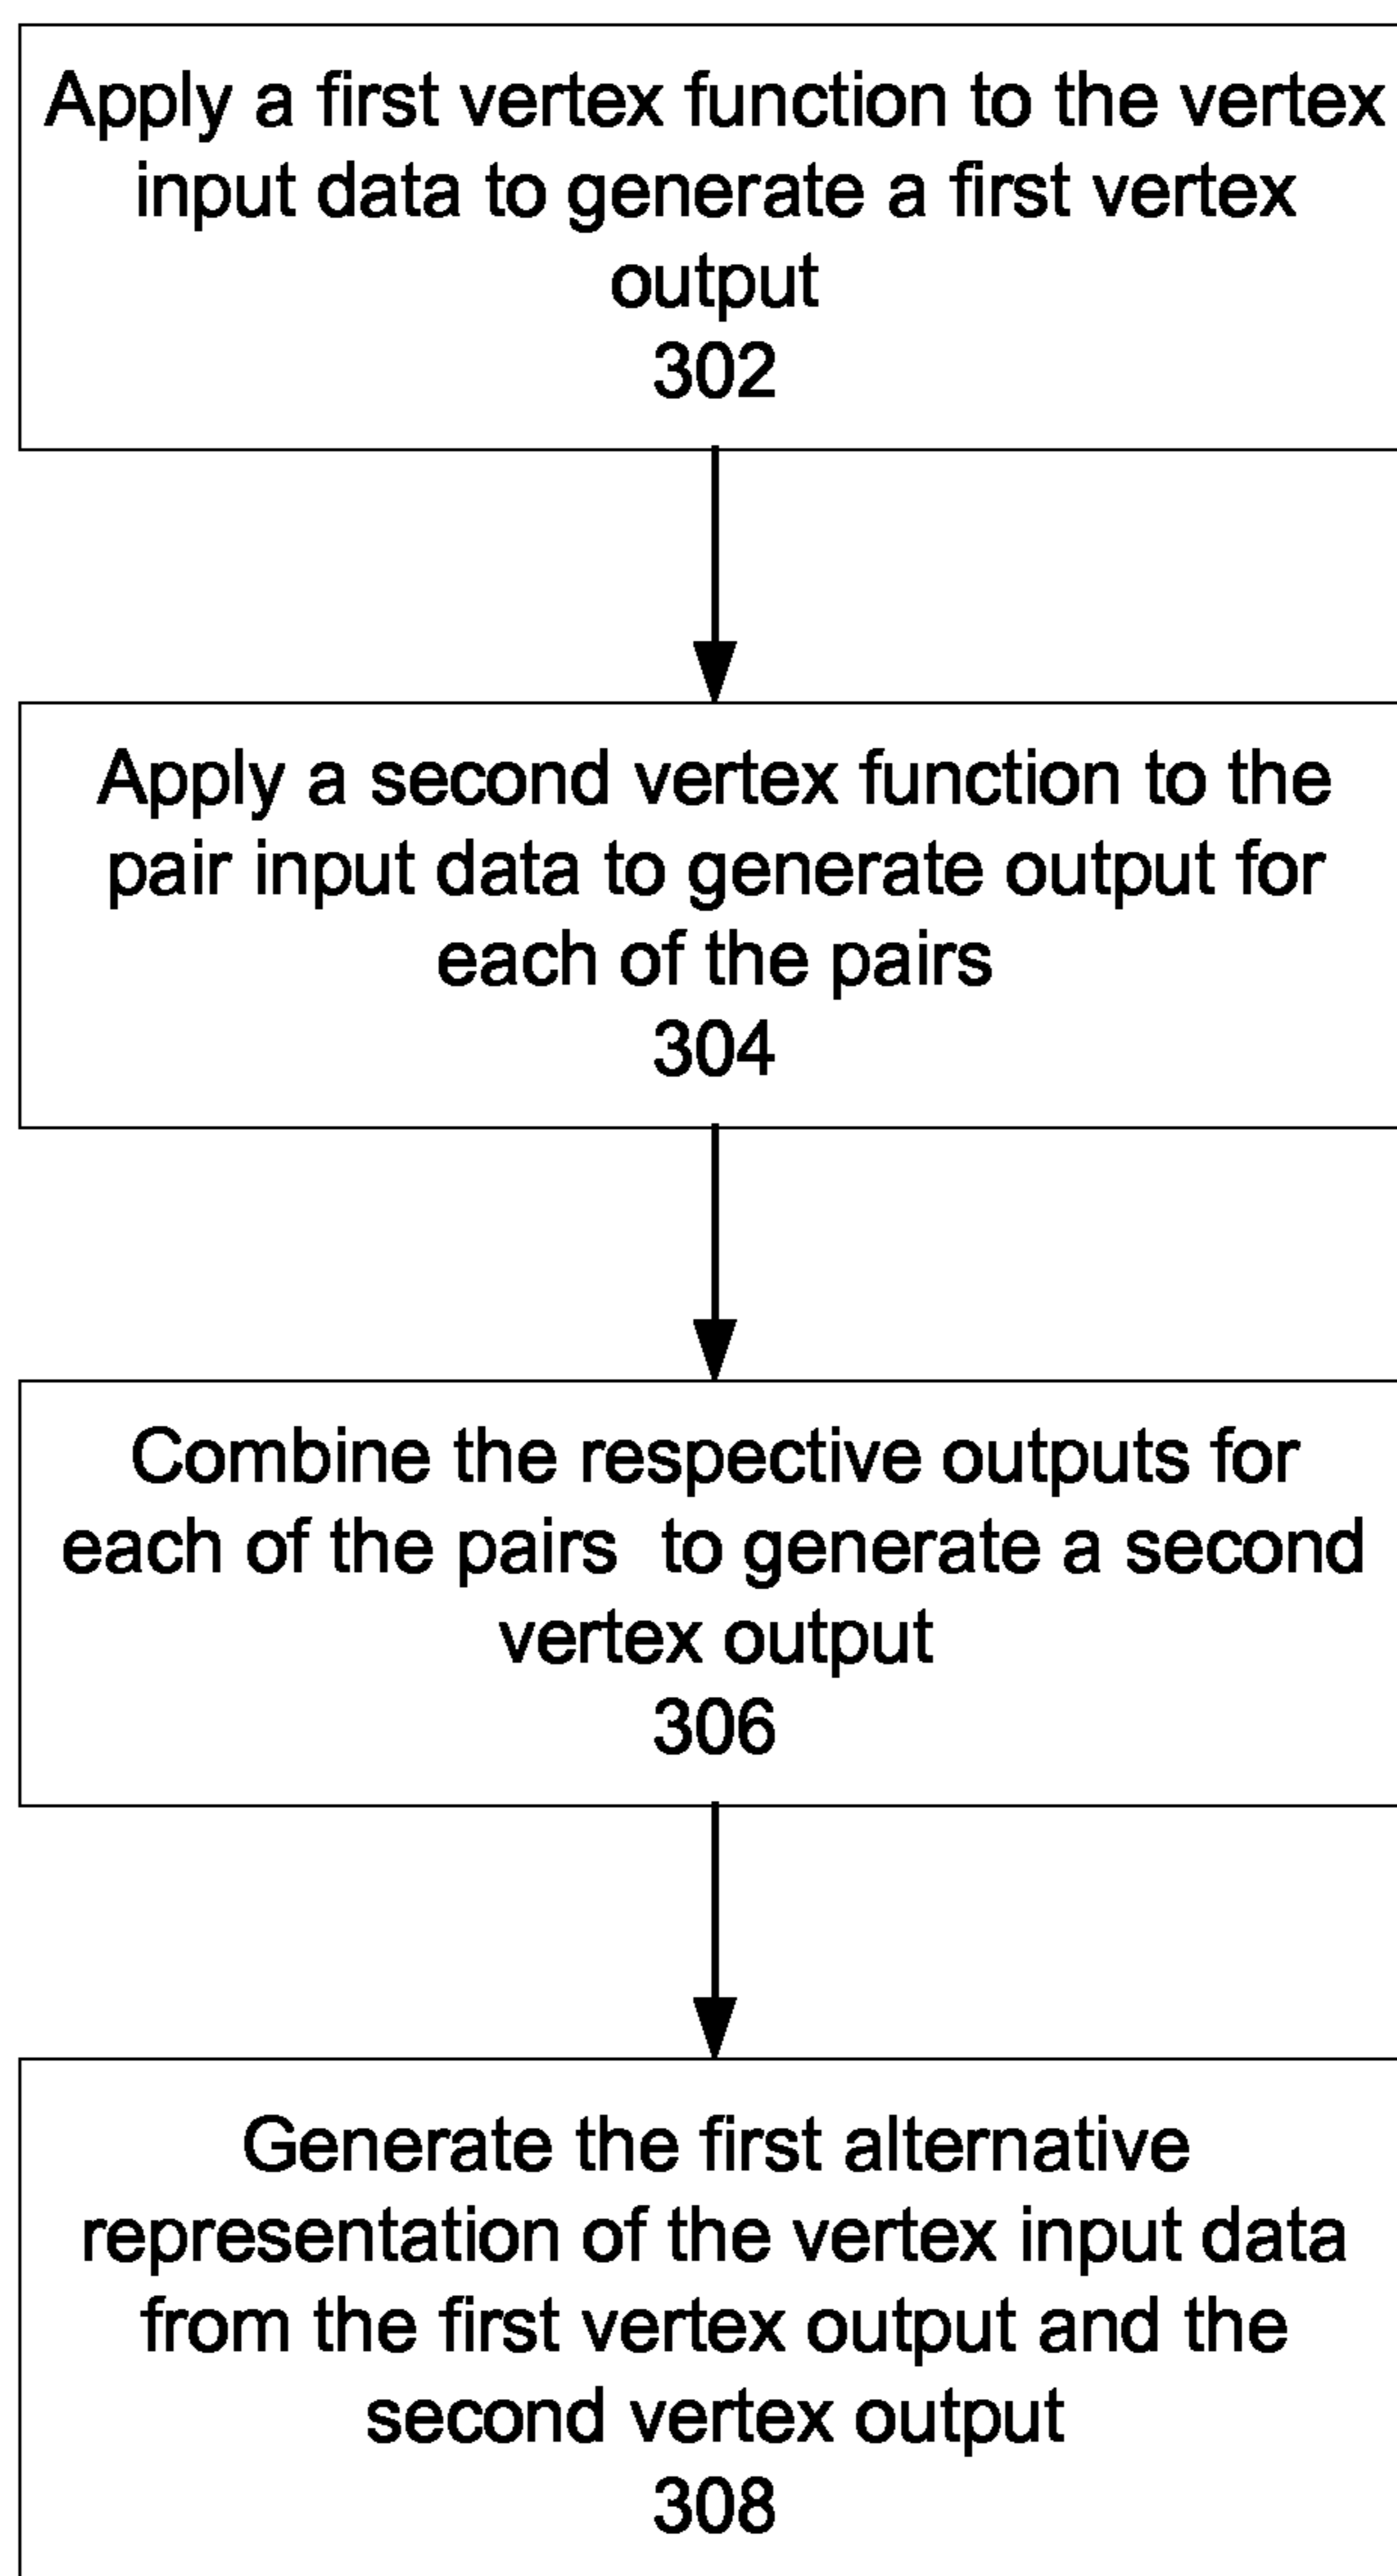 Apply a first vertex function to the vertex
input data to generate a first vertex
output
302
Apply a second vertex function to the
pair input data to generate output for
each of the pairs
304
Combine the respective outputs for
each of the pairs  to generate a second
vertex output
306
Generate the first alternative
representation of the vertex input data
from the first vertex output and the
second vertex output
308